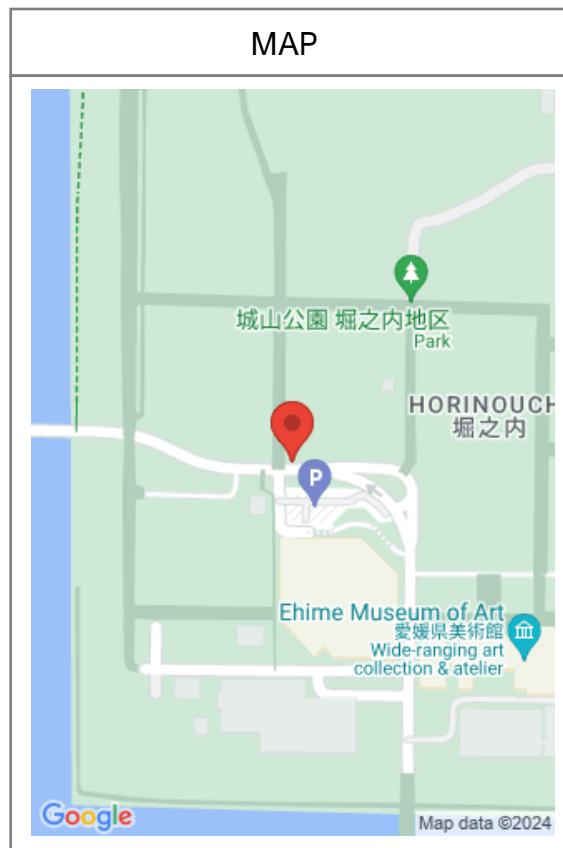 MAP
城山公園 堀之内地区
Park
HORINOUCH
堀之内
P
Ehime Museum of Art
愛媛県美術館
Wide-ranging art
collection & atelier
Google
Map data ©2024